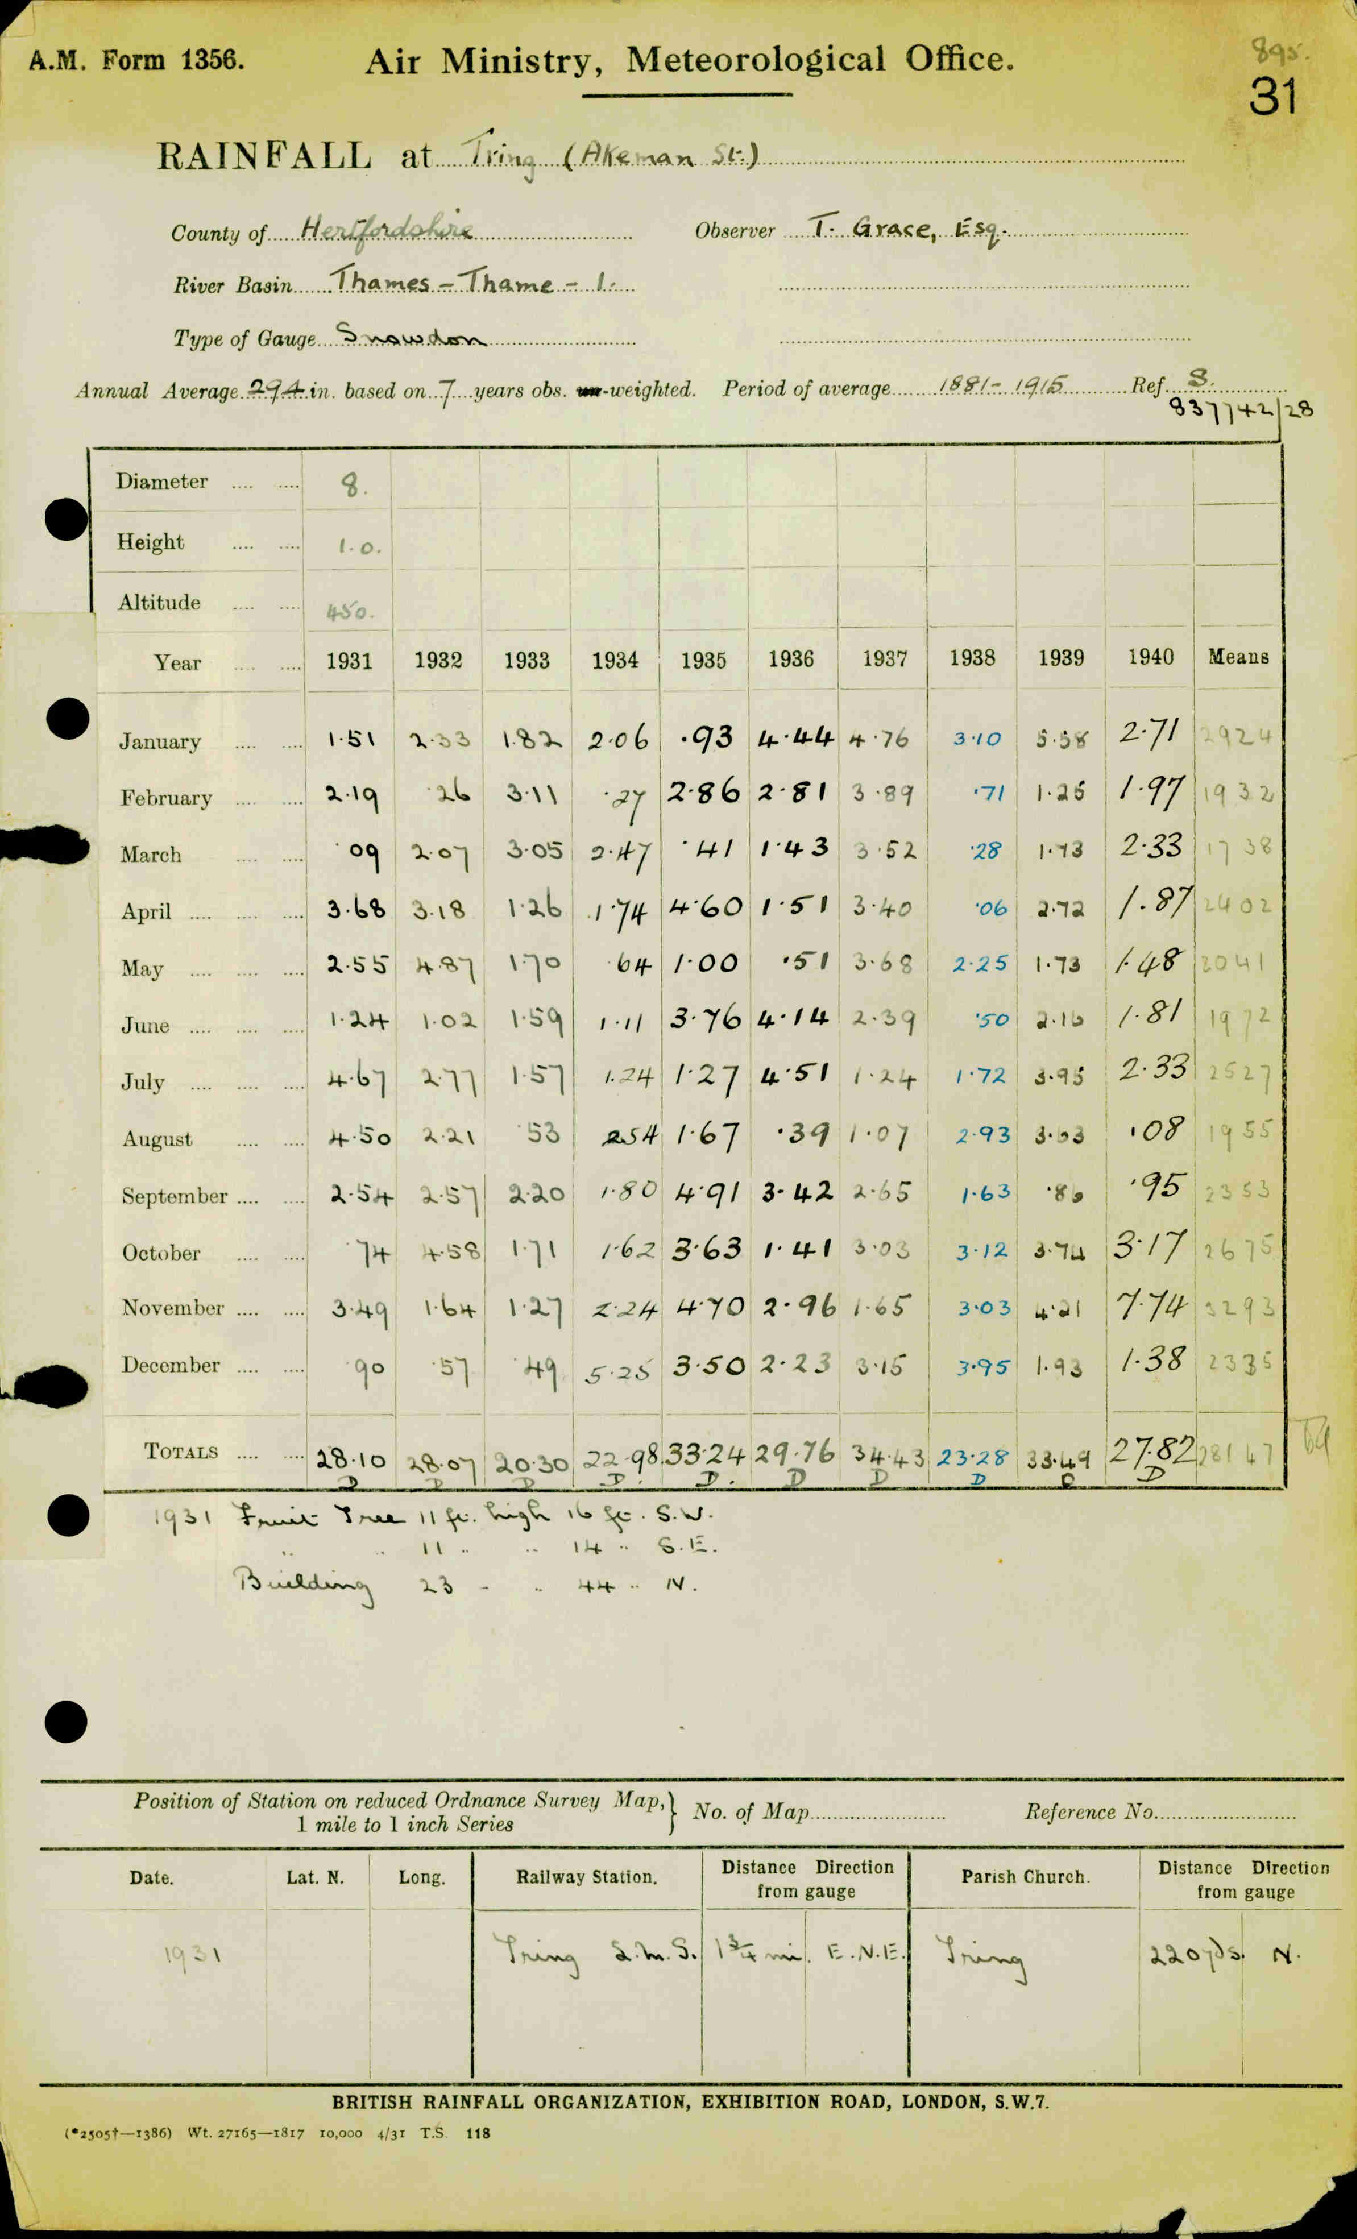 A.M. Form 1356.
Air Ministry, Meteorological Office.
895.
31
RAINFALL at Tring (Akeman St.)
County of Hertfordshire Observer T. Grace, Esq.
River Basin Thames - Thame - 1.
Type of Gauge Snowdon
Annual Average 29.4 in. based on 7 years obs. un-weighted. Period of average 1881-1915 Ref. S.
837742/28
Diameter 8.
Height 1.0.
Altitude 450.
Year 1931 1932 1933 1934 1935 1936 1937 1938 1939 1940 Means
January 1.51 2.33 1.82 2.06 .93 4.44 4.76 3.10 5.58 2.71 2924
February 2.19 .26 3.11 .27 2.86 2.81 3.89 .71 1.25 1.97 1932
March .09 2.07 3.05 2.47 .41 1.43 3.52 .28 1.73 2.33 1738
April 3.68 3.18 1.26 1.74 4.60 1.51 3.40 .06 2.72 1.87 2402
May 2.55 4.87 1.70 .64 1.00 .51 3.68 2.25 1.73 1.48 2041
June 1.24 1.02 1.59 1.11 3.76 4.14 2.39 .50 2.16 1.81 1972
July 4.67 2.77 1.57 1.24 1.27 4.51 1.24 1.72 3.95 2.33 2527
August 4.50 2.21 .53 2.54 1.67 .39 1.07 2.93 3.63 .08 1955
September 2.54 2.57 2.20 1.80 4.91 3.42 2.65 1.63 .86 .95 2353
October .74 4.58 1.71 1.62 3.63 1.41 3.03 3.12 3.74 3.17 2675
November 3.49 1.64 1.27 2.24 4.70 2.96 1.65 3.03 4.21 7.74 3293
December .90 .57 .49 5.25 3.50 2.23 3.15 3.95 1.93 1.38 2335
TOTALS 28.10 28.07 20.30 22.98 33.24 29.76 34.43 23.28 33.49 27.82 28147
D D D D. D. D D D D
1931 Fruit Tree 11 ft. high 16 ft. S.W.
" " 11 " " 14 " S.E.
Building 23 " " 44 " N.
Position of Station on reduced Ordnance Survey Map,} No. of Map Reference No.
1 mile to 1 inch Series
Date. Lat. N. Long. Railway Station. Distance Direction from gauge Parish Church. Distance Direction from gauge
1931 Tring L.M.S. 1¾ mi. E.N.E. Tring 220yds. N.
BRITISH RAINFALL ORGANIZATION, EXHIBITION ROAD, LONDON, S.W.7.
(*2505†—1386) Wt. 27165—1817 10,000 4/31 T.S. 118